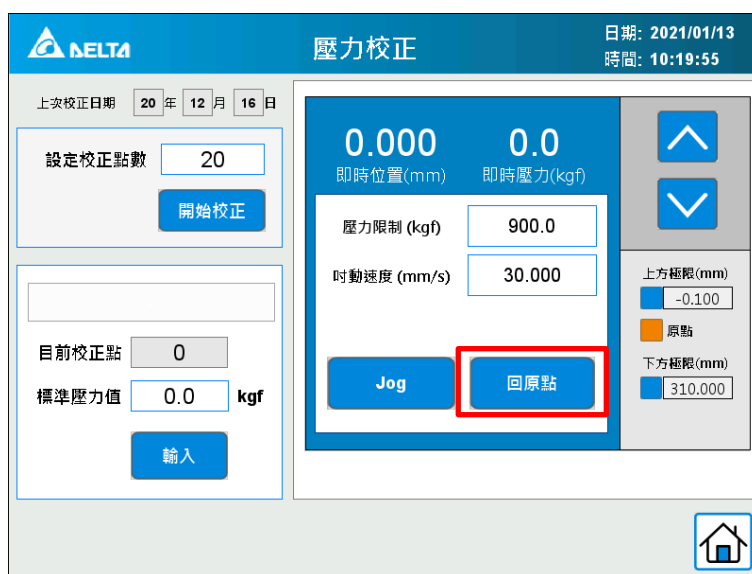 DELTA
壓力校正
日期: 2021/01/13
時間: 10:19:55
上次校正日期 20 年 12 月 16 日
設定校正點數 20
開始校正
目前校正點 0
標準壓力值 0.0 kgf
輸入
0.000 0.0
即時位置(mm) 即時壓力(kgf)
壓力限制 (kgf) 900.0
吋動速度 (mm/s) 30.000
Jog 回原點
上方極限(mm)
-0.100
原點
下方極限(mm)
310.000